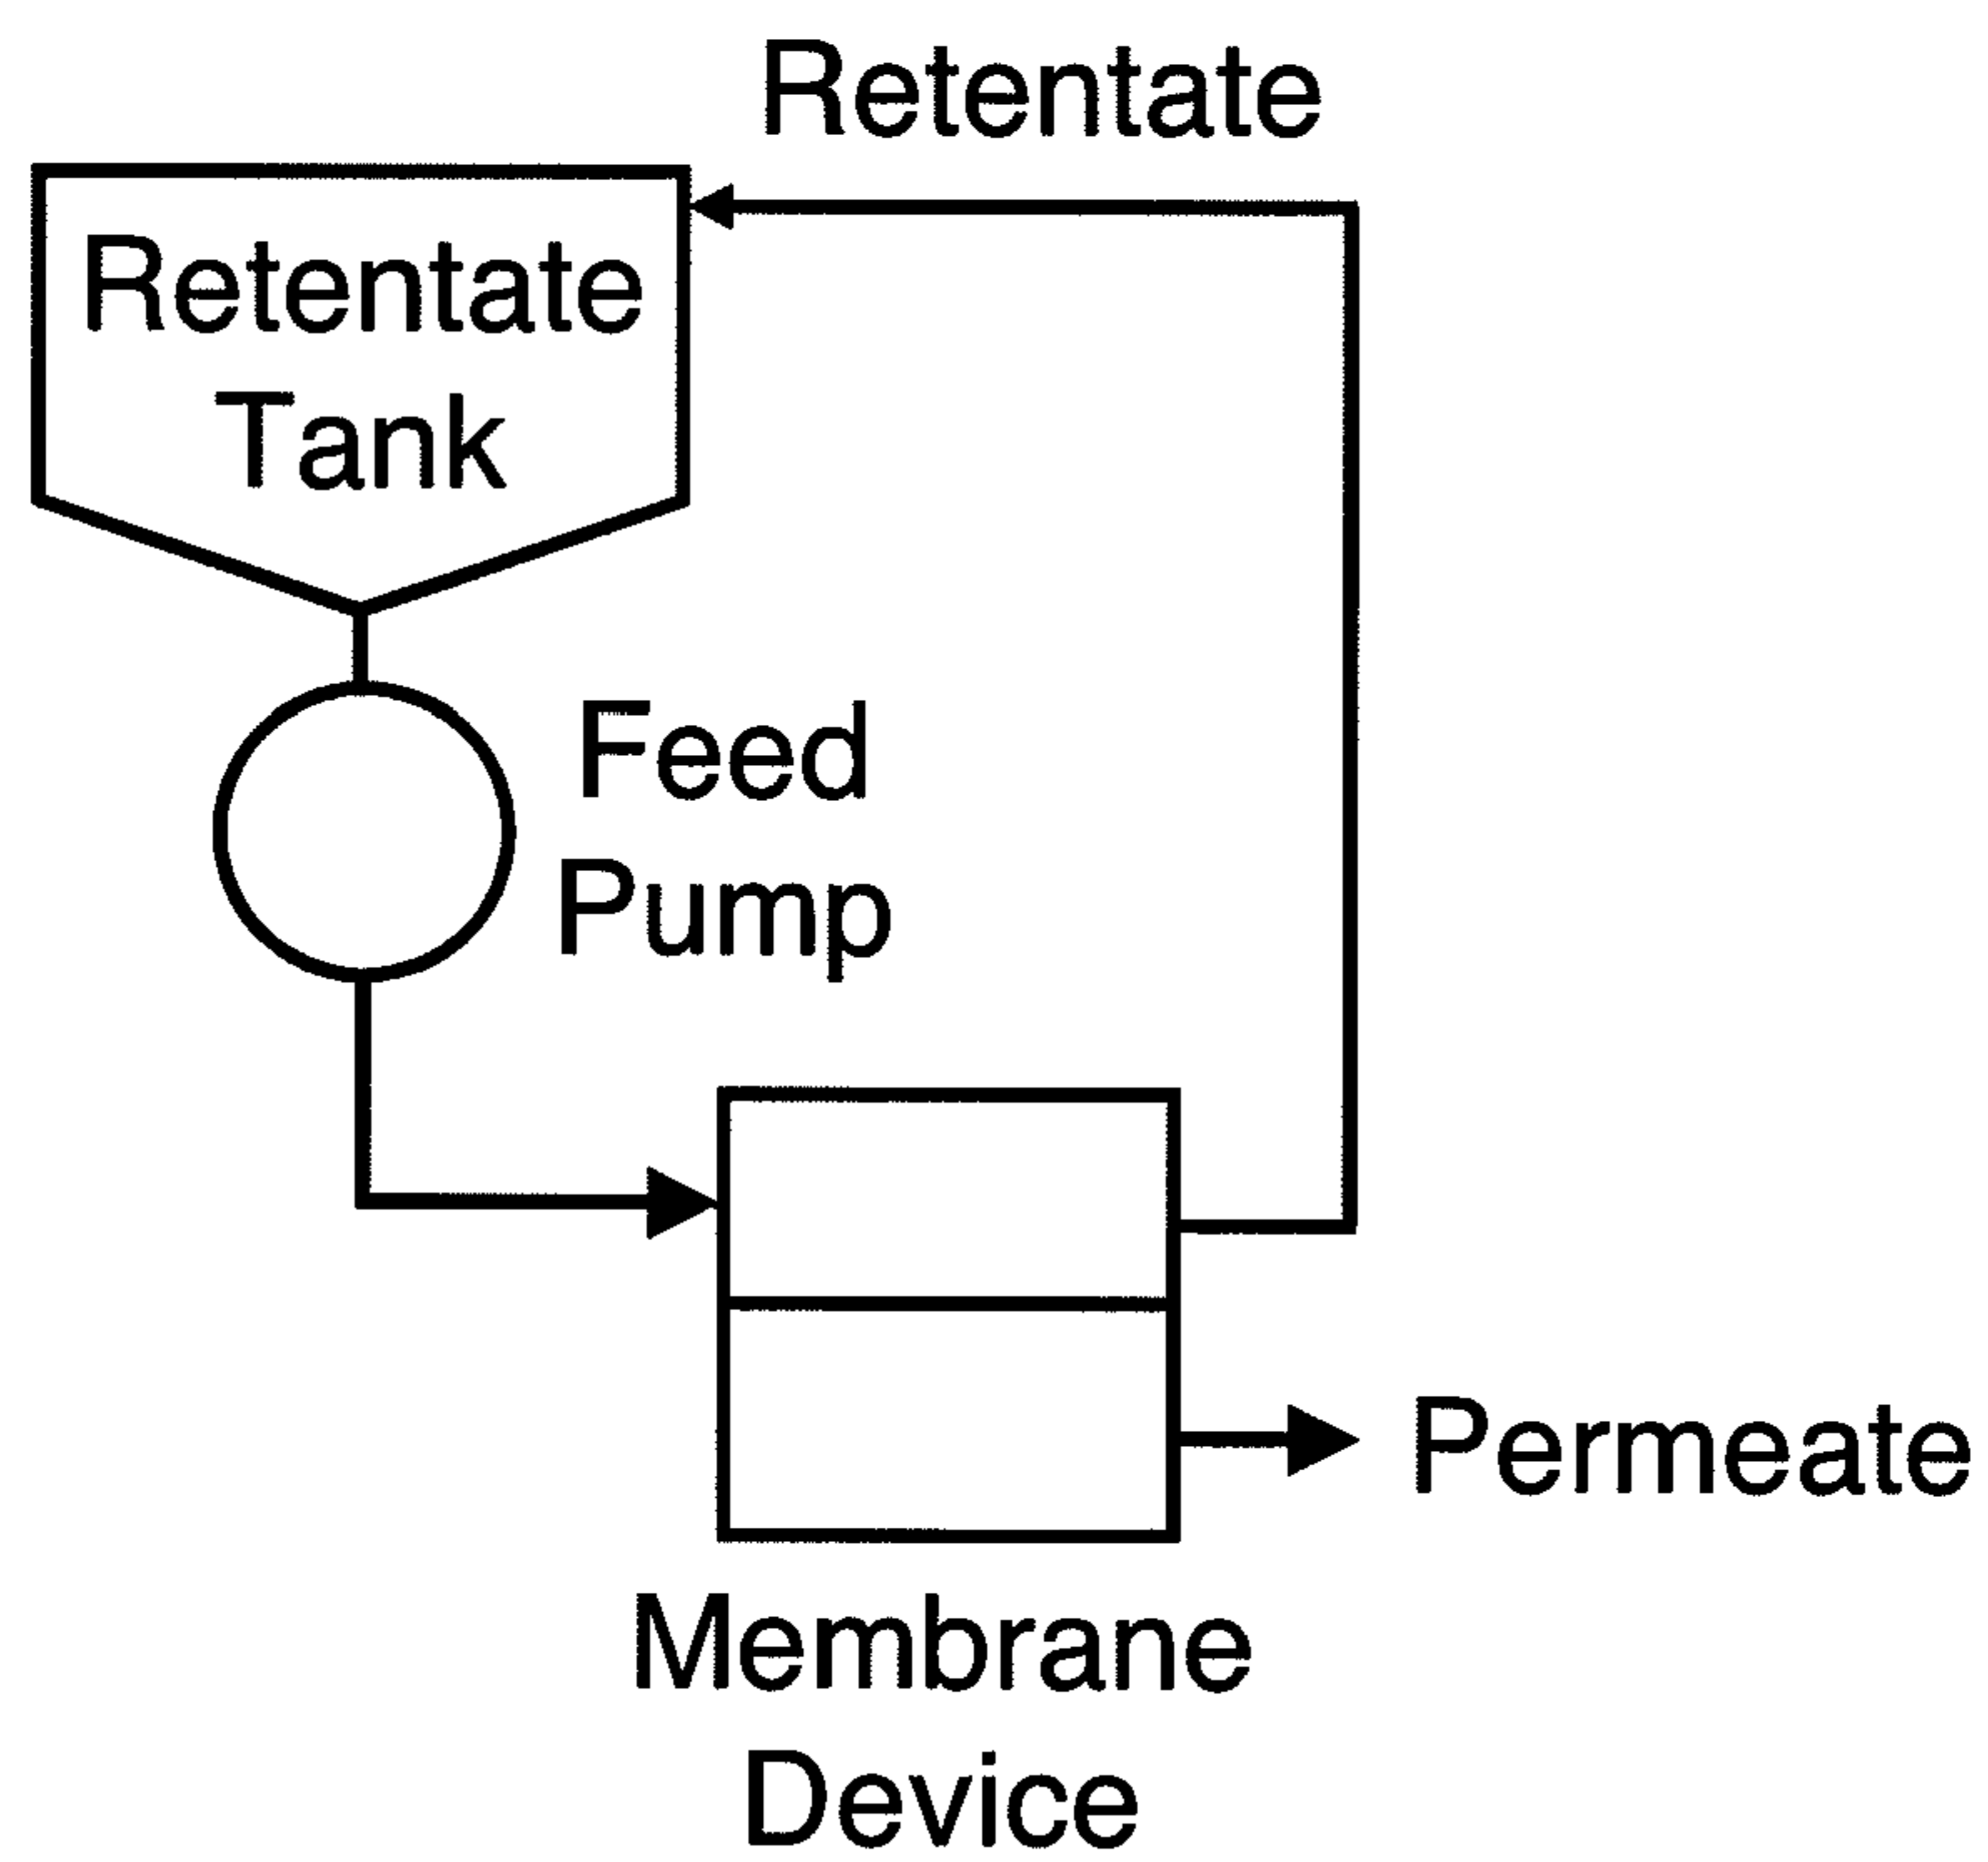 Retentate
Retentate
Tank
Feed
Pump
Permeate
Membrane
Device